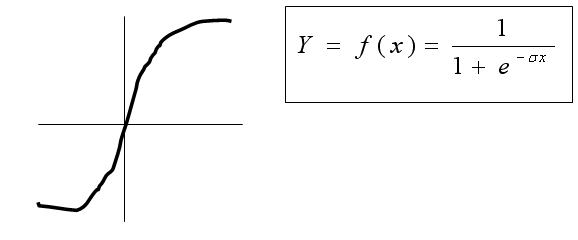 Y = f(x) = 1 / (1 + e^{-σx})